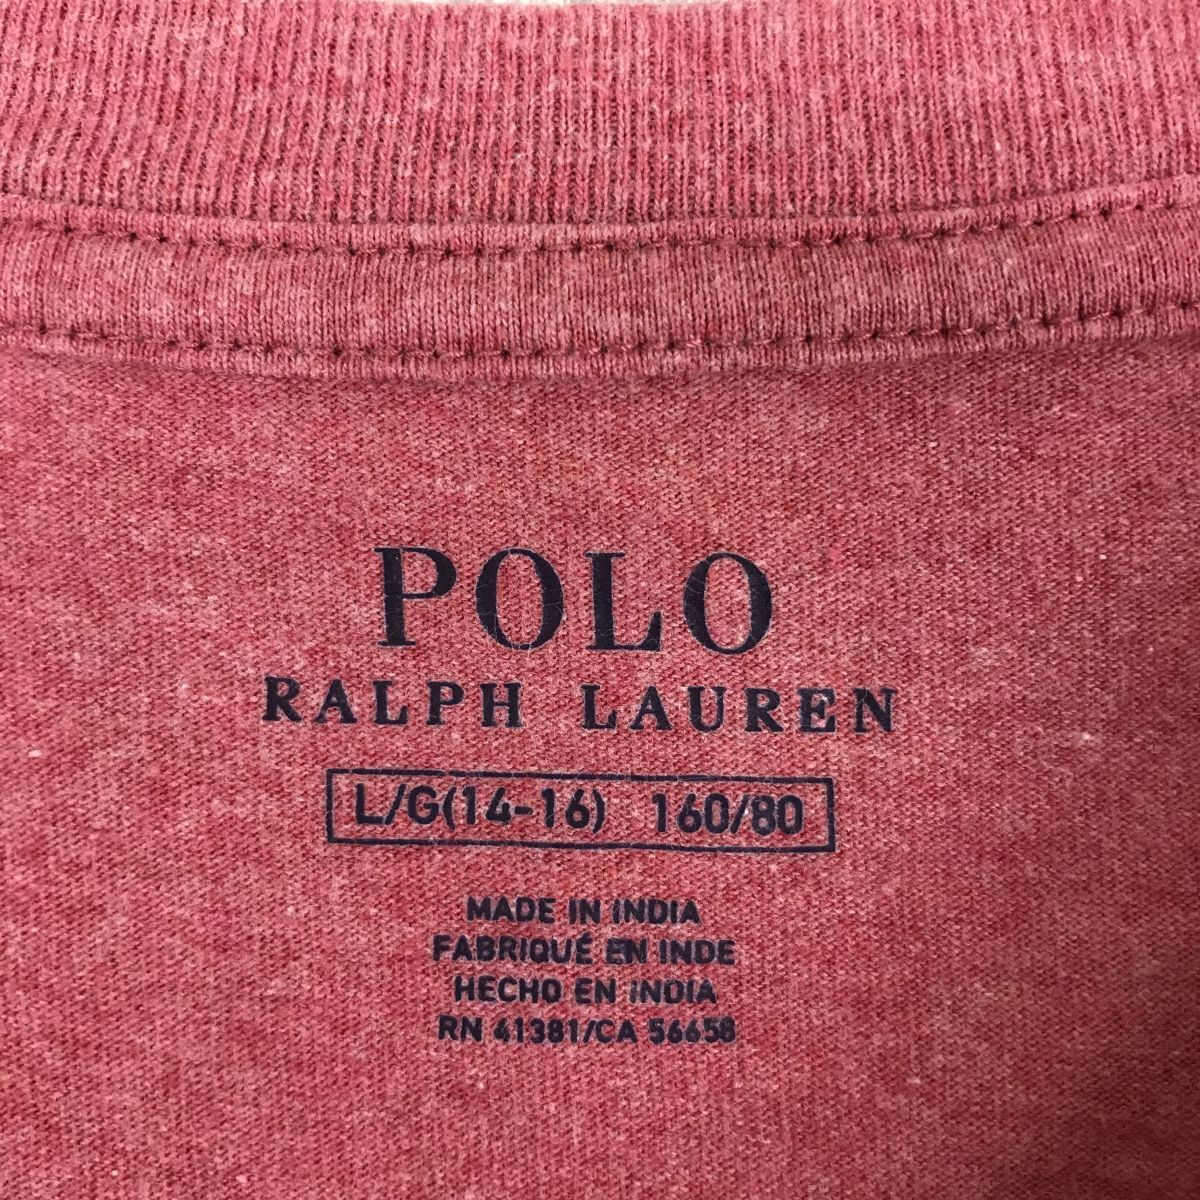 POLO
RALPH LAUREN
L/G(14-16) 160/80
MADE IN INDIA
FABRIQUÉ EN INDE
HECHO EN INDIA
RN 41381/CA 56658